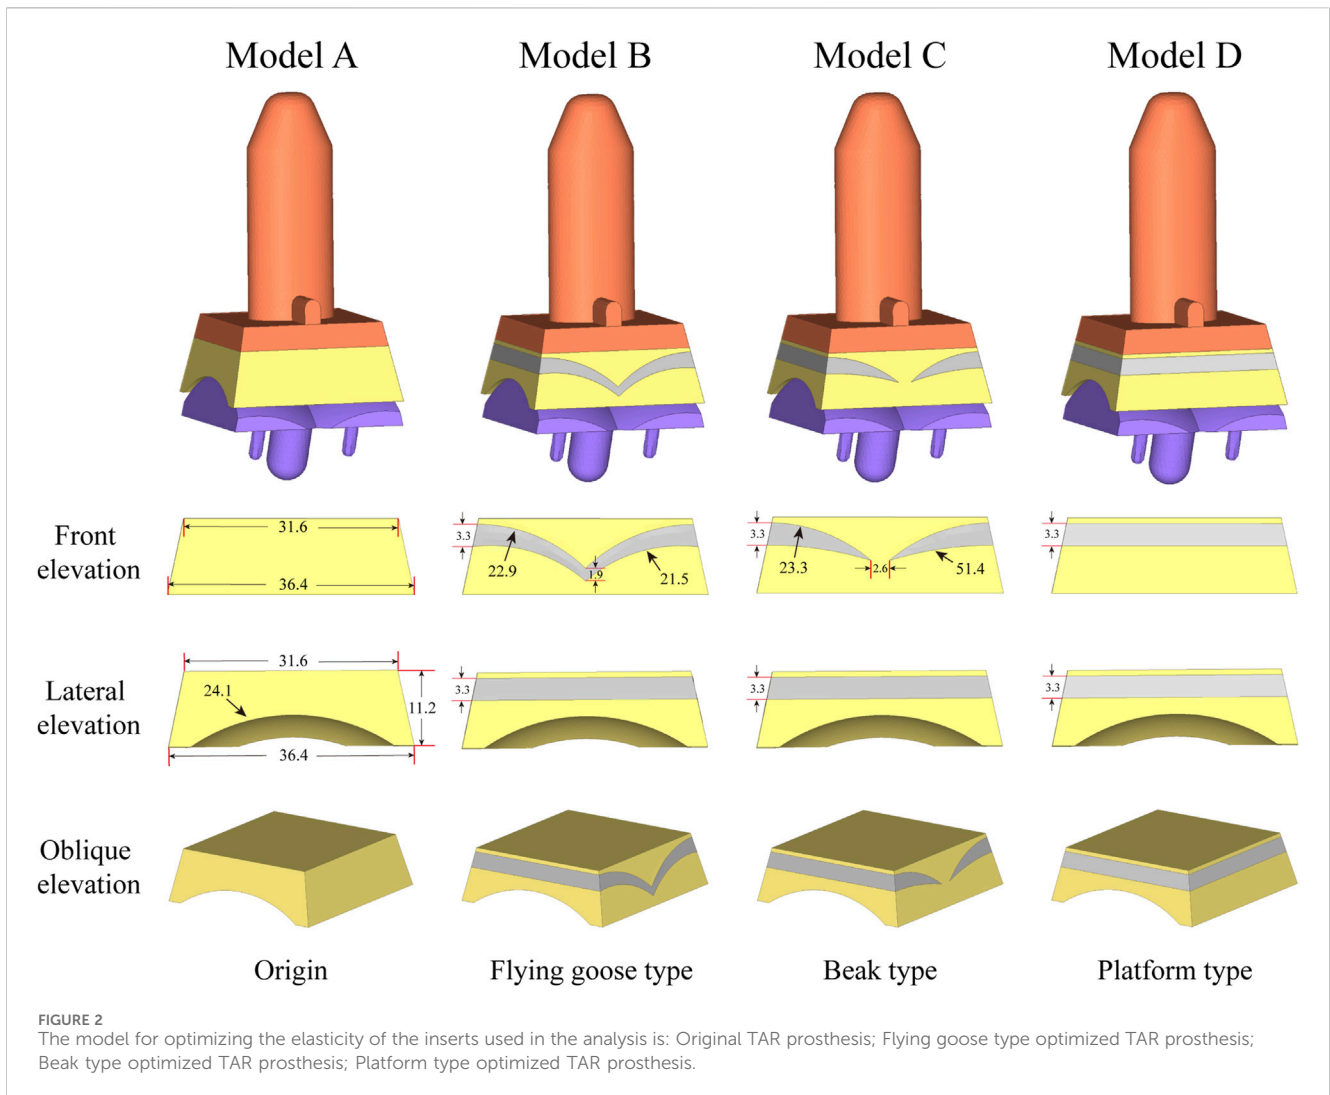 Model A Model B Model C Model D
Front elevation
31.6
36.4
3.3
22.9
1.9
21.5
3.3
23.3
2.6
51.4
3.3
Lateral elevation
31.6
24.1
11.2
36.4
3.3
3.3
3.3
Oblique elevation
Origin Flying goose type Beak type Platform type
FIGURE 2
The model for optimizing the elasticity of the inserts used in the analysis is: Original TAR prosthesis; Flying goose type optimized TAR prosthesis;
Beak type optimized TAR prosthesis; Platform type optimized TAR prosthesis.